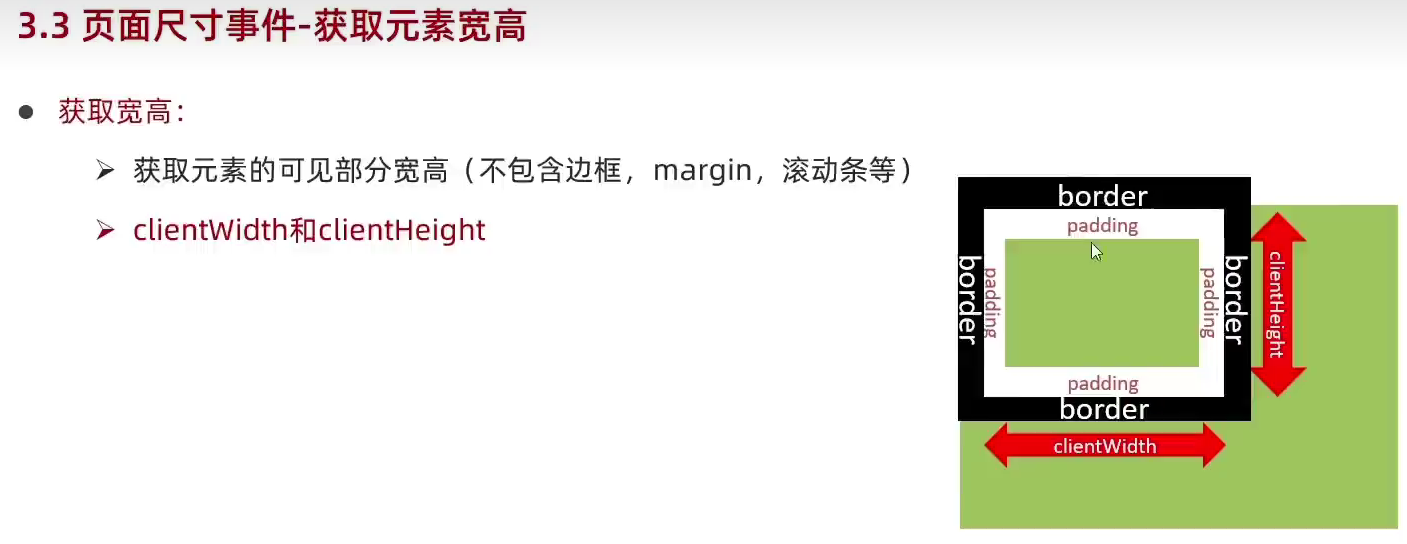 3.3 页面尺寸事件-获取元素宽高
● 获取宽高：
➢ 获取元素的可见部分宽高（不包含边框，margin，滚动条等）
➢ clientWidth和clientHeight
border
padding
border
padding
padding
border
clientHeight
padding
border
clientWidth